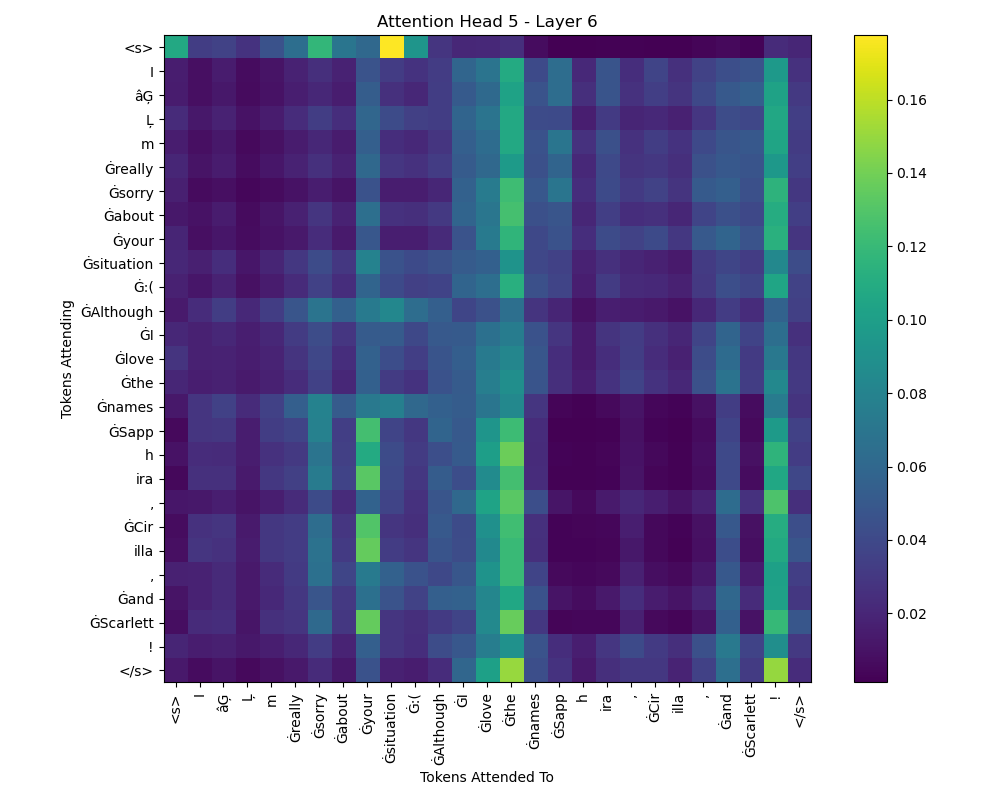 Attention Head 5 - Layer 6
Tokens Attending
<s>
I
âĢ
Ļ
m
Ġreally
Ġsorry
Ġabout
Ġyour
Ġsituation
Ġ:(
ĠAlthough
ĠI
Ġlove
Ġthe
Ġnames
ĠSapp
h
ira
,
ĠCir
illa
,
Ġand
ĠScarlett
!
</s>
<s>
I
âĢ
Ļ
m
Ġreally
Ġsorry
Ġabout
Ġyour
Ġsituation
Ġ:(
ĠAlthough
ĠI
Ġlove
Ġthe
Ġnames
ĠSapp
h
ira
,
ĠCir
illa
,
Ġand
ĠScarlett
!
</s>
Tokens Attended To
0.16
0.14
0.12
0.10
0.08
0.06
0.04
0.02